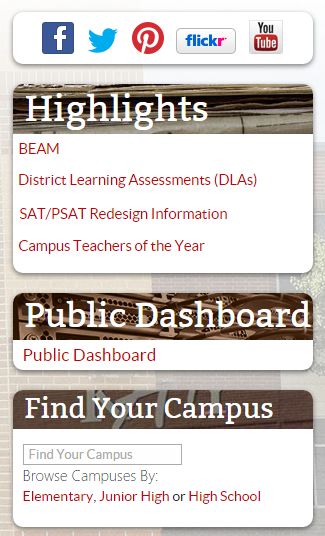 f
flickr
You
Tube
Highlights
BEAM
District Learning Assessments (DLAs)
SAT/PSAT Redesign Information
Campus Teachers of the Year
Public Dashboard
Public Dashboard
Find Your Campus
Find Your Campus
Browse Campuses By:
Elementary, Junior High or High School